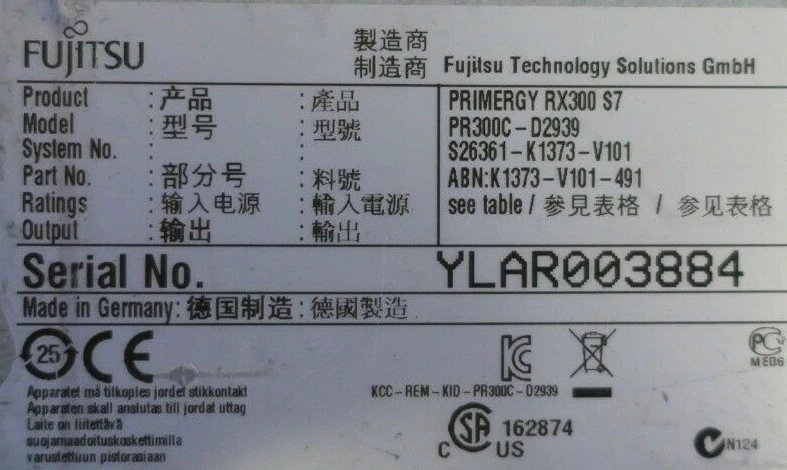 FUJITSU 製造商
制造商 Fujitsu Technology Solutions GmbH
Product : 产品 : 產品 PRIMERGY RX300 S7
Model : 型号 : 型號 PR300C-D2939
System No. : : S26361-K1373-V101
Part No. : 部分号 : 料號 ABN:K1373-V101-491
Ratings : 输入电源 : 輸入電源 see table / 參見表格 / 参见表格
Output : 输出 : 輸出
Serial No. YLAR003884
Made in Germany: 德国制造 : 德國製造
25 CE
Apparatet må tilkoples jordet stikkontakt
Apparaten skall anslutas till jordat uttag
Laite on liitettävä
suojamaadoituskoskettimilla
varustettuun pistorasiaan
KCC-REM-KID-PR300C-D2939
C SA 162874
US
PC
ME06
N124